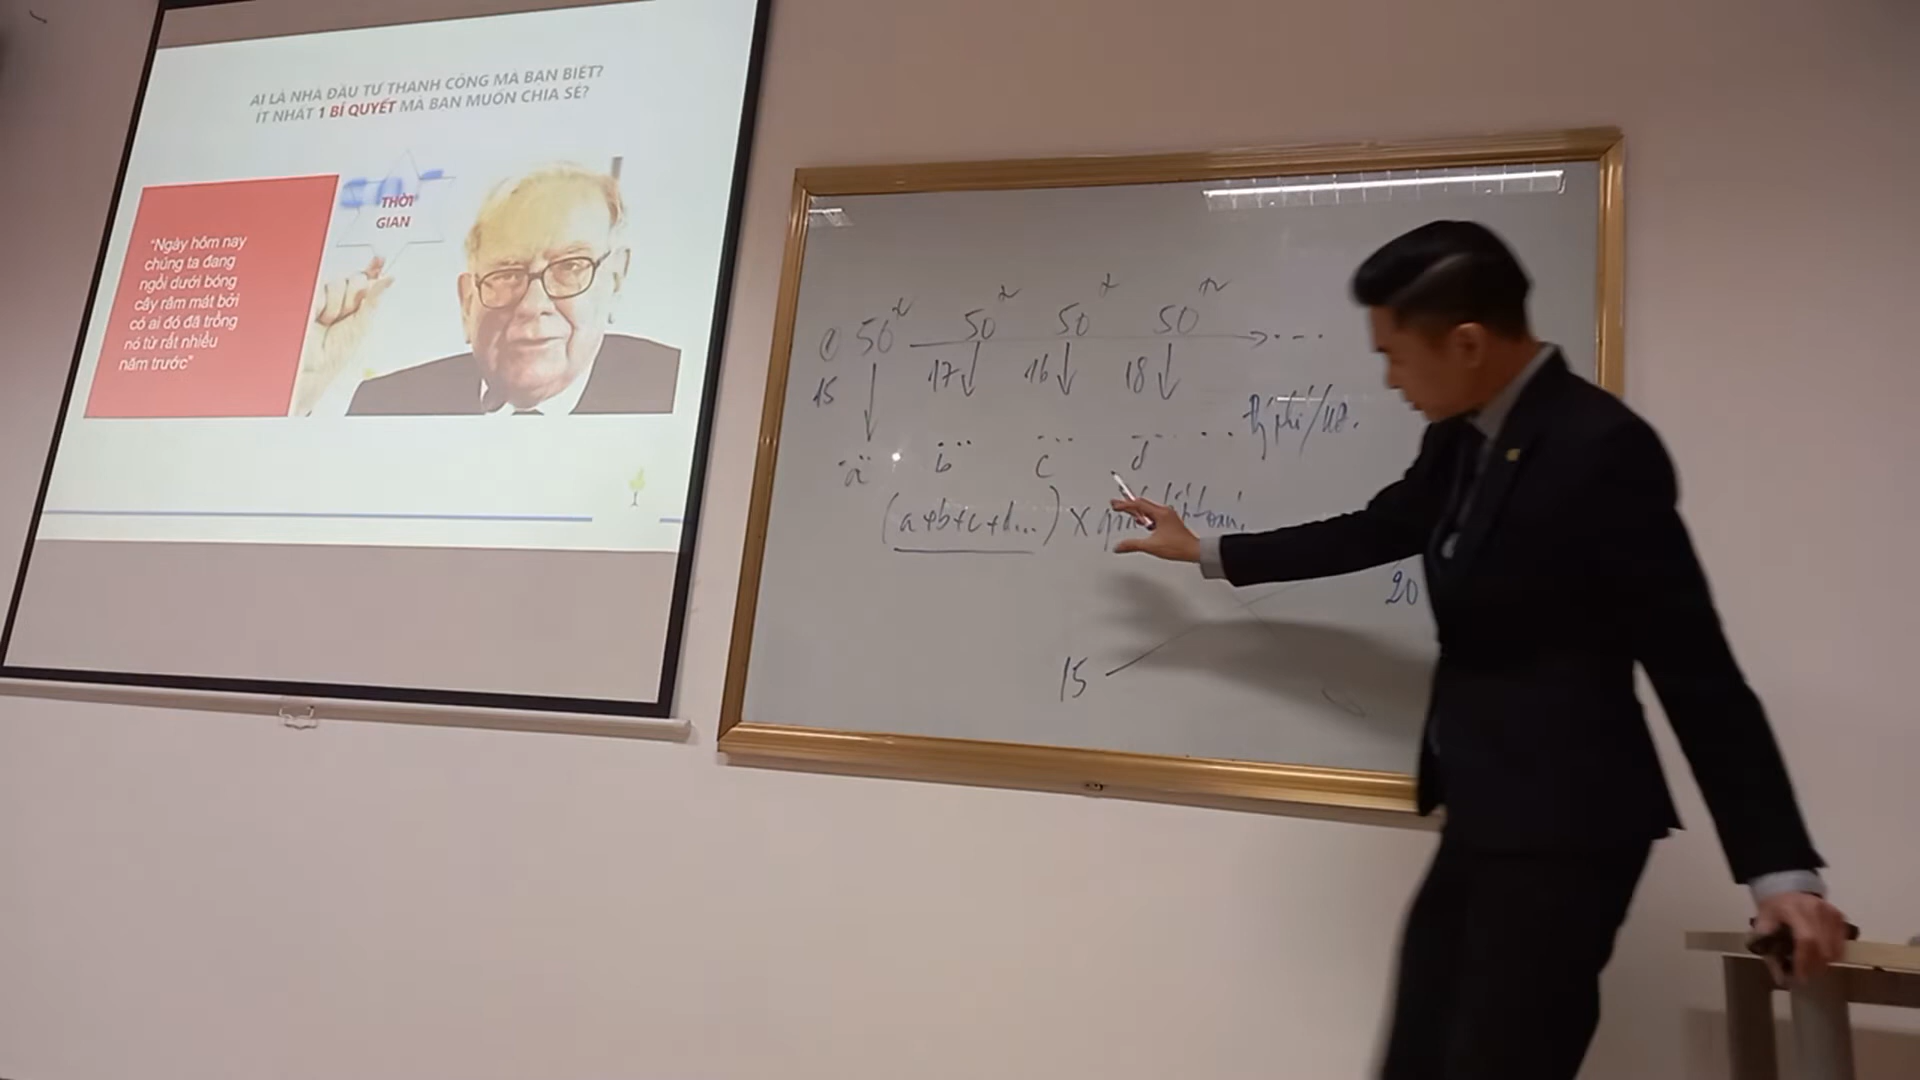 AI LÀ NHÀ ĐẦU TƯ THÀNH CÔNG MÀ BẠN BIẾT?
ÍT NHẤT 1 BÍ QUYẾT MÀ BẠN MUỐN CHIA SẺ?
THỜI
GIAN
“Ngày hôm nay
chúng ta đang
ngồi dưới bóng
cây râm mát bởi
có ai đó đã trồng
nó từ rất nhiều
năm trước”
① 50 50 50 50 ...
15 17 16 18
a b c d
(a+b+c+d...) x
20
15